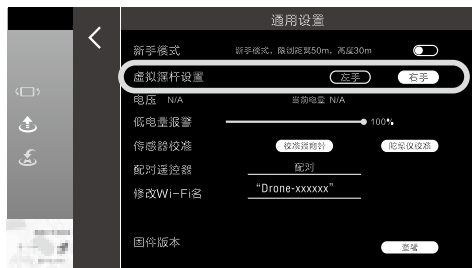 通用设置
新手模式 新手模式，限制距离50m，高度30m
虚拟摇杆设置 左手 右手
电压 N/A 当前电量 N/A
低电量报警 100%
传感器校准 校准指南针 陀螺仪校准
配对遥控器 配对
修改Wi-Fi名 “Drone-xxxxxx”
固件版本